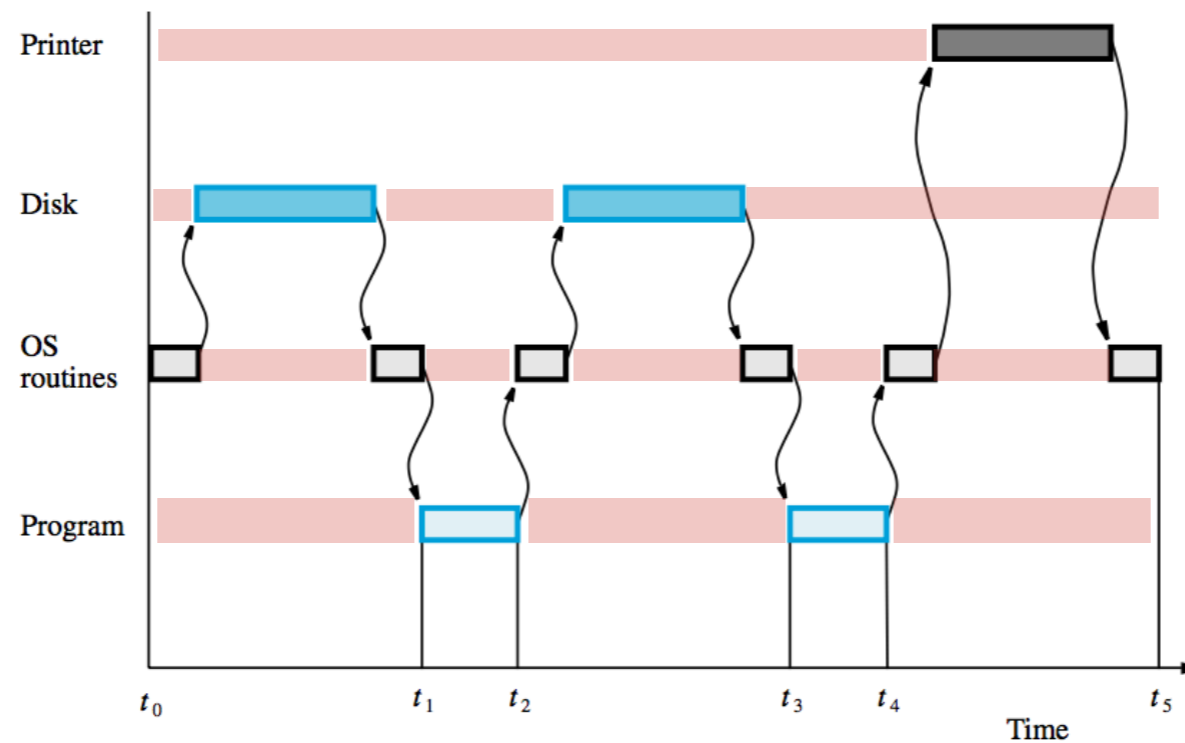 Printer
Disk
OS
routines
Program
t0 t1 t2 t3 t4 t5
Time